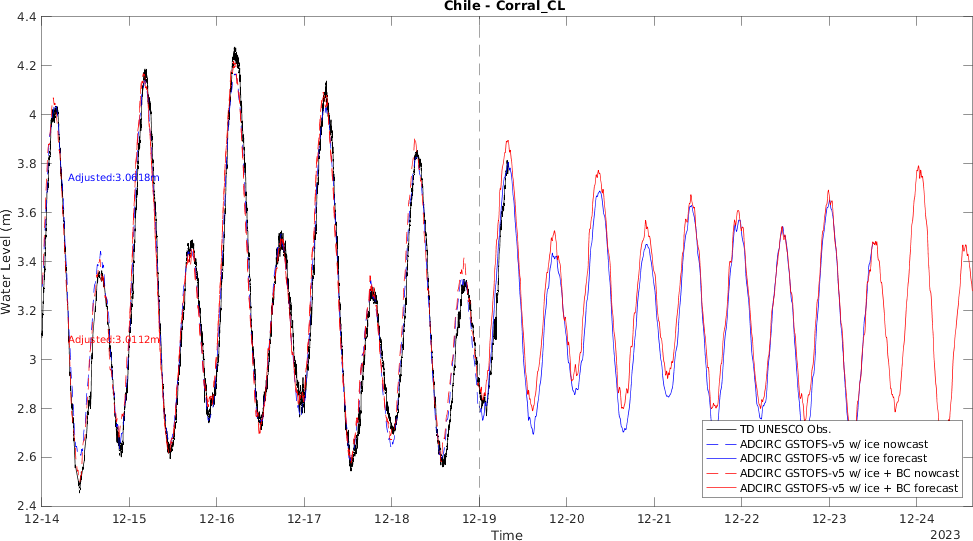 Chile - Corral_CL
4.4
4.2
4
3.8
3.6
3.4
3.2
3
2.8
2.6
2.4
Water Level (m)
Adjusted:3.0618m
Adjusted:3.0112m
TD UNESCO Obs.
ADCIRC GSTOFS-v5 w/ ice nowcast
ADCIRC GSTOFS-v5 w/ ice forecast
ADCIRC GSTOFS-v5 w/ ice + BC nowcast
ADCIRC GSTOFS-v5 w/ ice + BC forecast
12-14 12-15 12-16 12-17 12-18 12-19 12-20 12-21 12-22 12-23 12-24
Time
2023